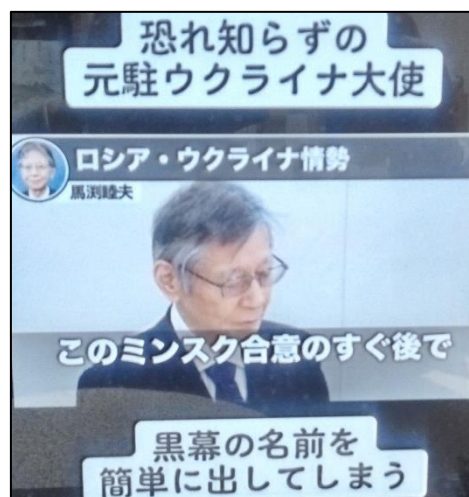 恐れ知らずの
元駐ウクライナ大使
ロシア・ウクライナ情勢
馬渕睦夫
このミンスク合意のすぐ後で
黒幕の名前を
簡単に出してしまう